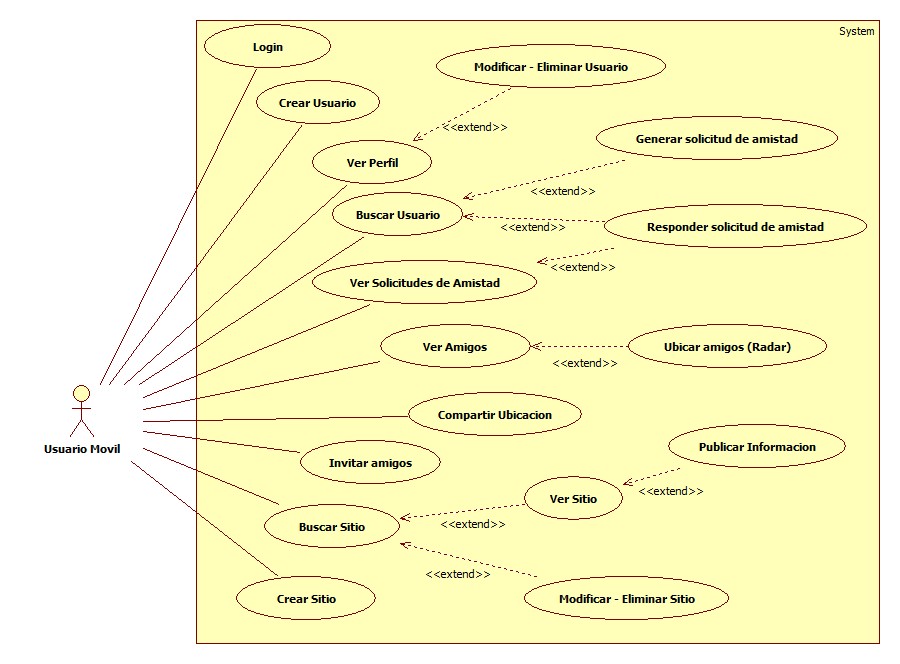 System
Login
Modificar - Eliminar Usuario
Crear Usuario
<<extend>>
Generar solicitud de amistad
Ver Perfil
<<extend>>
Buscar Usuario
<<extend>>
Responder solicitud de amistad
<<extend>>
Ver Solicitudes de Amistad
Ver Amigos
<<extend>>
Ubicar amigos (Radar)
Compartir Ubicacion
Usuario Movil
Publicar Informacion
Invitar amigos
<<extend>>
Ver Sitio
Buscar Sitio
<<extend>>
<<extend>>
Crear Sitio
Modificar - Eliminar Sitio